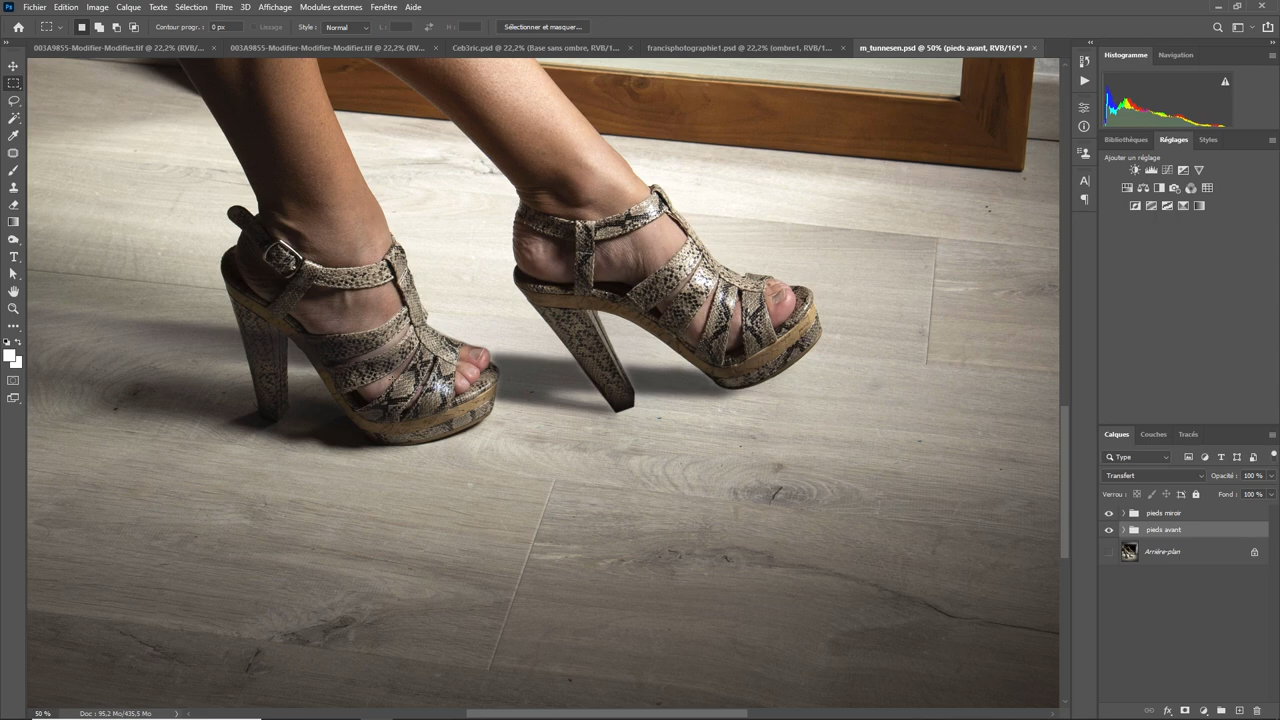 Ps Fichier Edition Image Calque Texte Sélection Filtre 3D Affichage Modules externes Fenêtre Aide
Contour progr. : 0 px Lissage Style : Normal L : H : Sélectionner et masquer...
003A9855-Modifier-Modifier.tif @ 22,2% (RVB/... × 003A9855-Modifier-Modifier.tif @ 22,2% (RV... × Ceb3ric.psd @ 22,2% (Base sans ombre, RVB/1... × francisphotographie1.psd @ 22,2% (ombre1, RVB/16... × m_tunnesen.psd @ 50% (pieds avant, RVB/16*) * ×
Histogramme Navigation
Bibliothèques Réglages Styles
Ajouter un réglage
Calques Couches Tracés
Type
Transfert Opacité : 100 %
Verrou : Fond : 100 %
pieds miroir
pieds avant
Arrière-plan
50 % Doc : 95,2 Mo/435,5 Mo